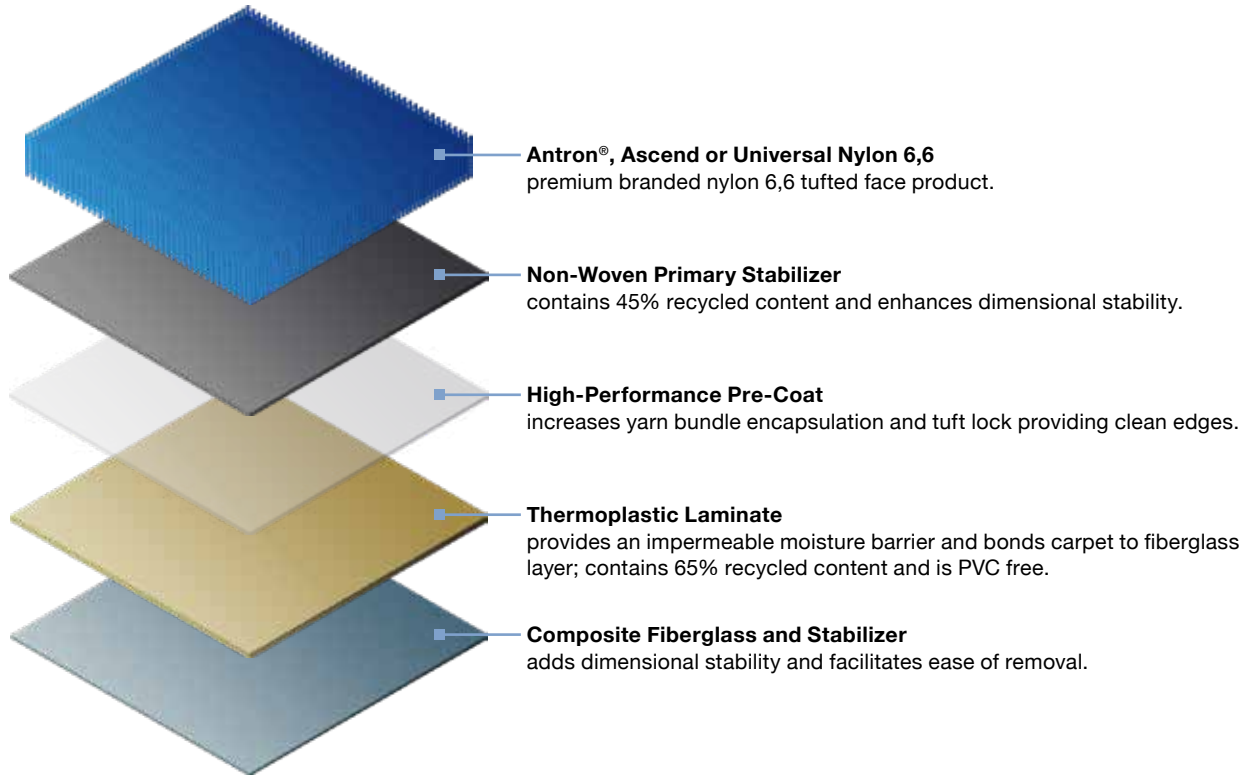 Antron®, Ascend or Universal Nylon 6,6
premium branded nylon 6,6 tufted face product.
Non-Woven Primary Stabilizer
contains 45% recycled content and enhances dimensional stability.
High-Performance Pre-Coat
increases yarn bundle encapsulation and tuft lock providing clean edges.
Thermoplastic Laminate
provides an impermeable moisture barrier and bonds carpet to fiberglass
layer; contains 65% recycled content and is PVC free.
Composite Fiberglass and Stabilizer
adds dimensional stability and facilitates ease of removal.